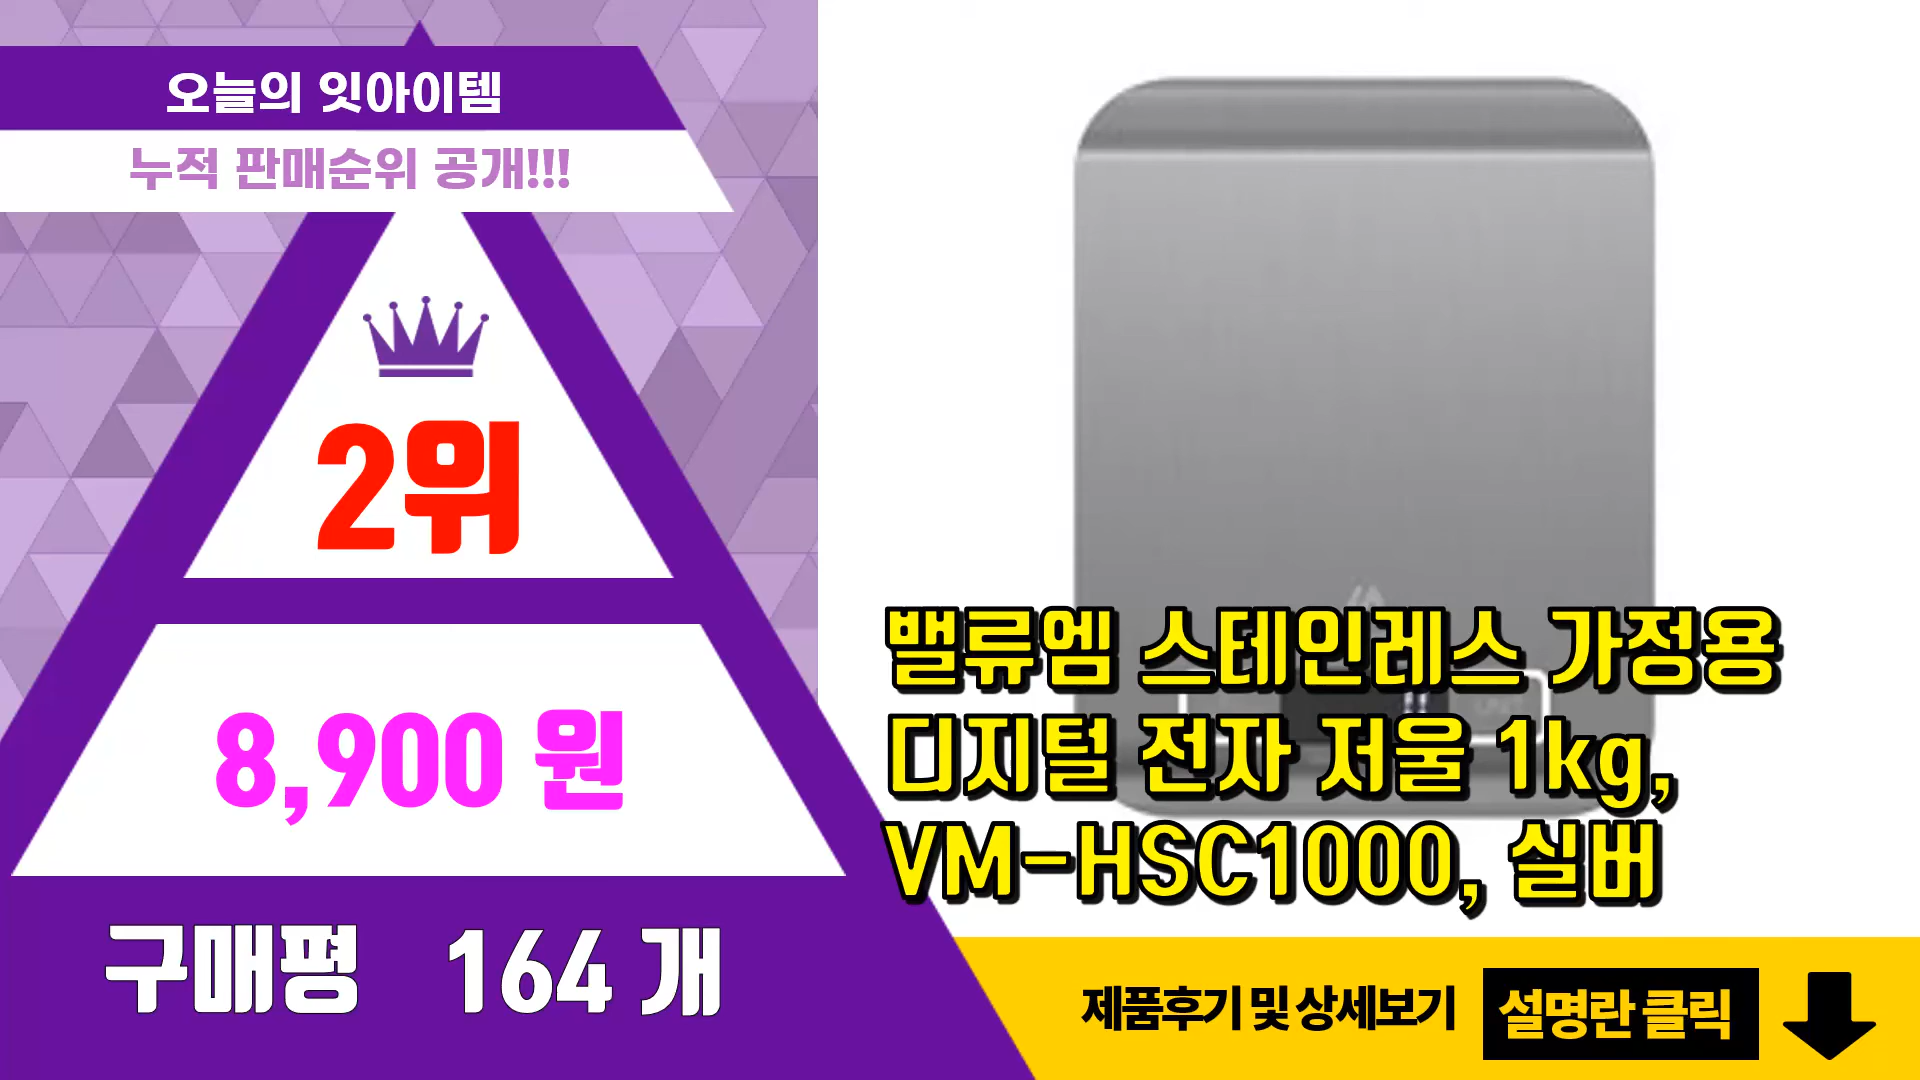 오늘의 잇아이템
누적 판매순위 공개!!!
2위
8,900 원
구매평 164 개
밸류엠 스테인레스 가정용
디지털 전자 저울 1kg,
VM-HSC1000, 실버
제품후기 및 상세보기
설명란 클릭